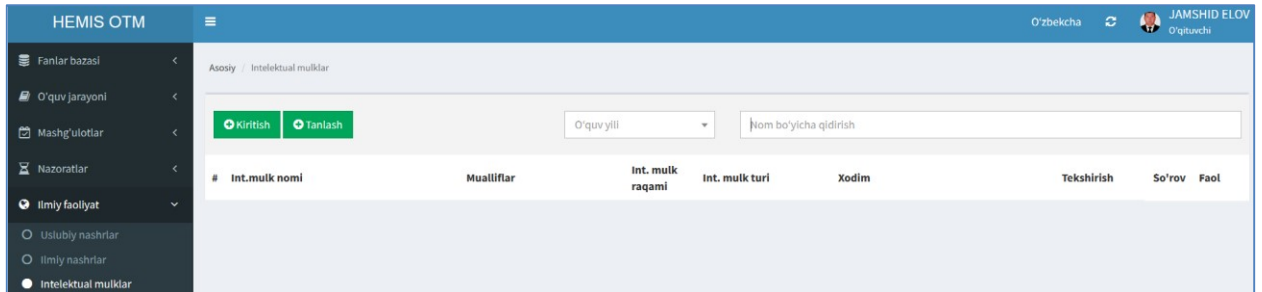 HEMIS OTM
O'zbekcha
JAMSHID ELOV
O'qituvchi
Fanlar bazasi
O'quv jarayoni
Mashg'ulotlar
Nazoratlar
Ilmiy faoliyat
Uslubiy nashrlar
Ilmiy nashrlar
Intelektual mulklar
Asosiy / Intelektual mulklar
Kiritish Tanlash O'quv yili Nom bo'yicha qidirish
# Int.mulk nomi Mualliflar Int. mulk raqami Int. mulk turi Xodim Tekshirish So'rov Faol